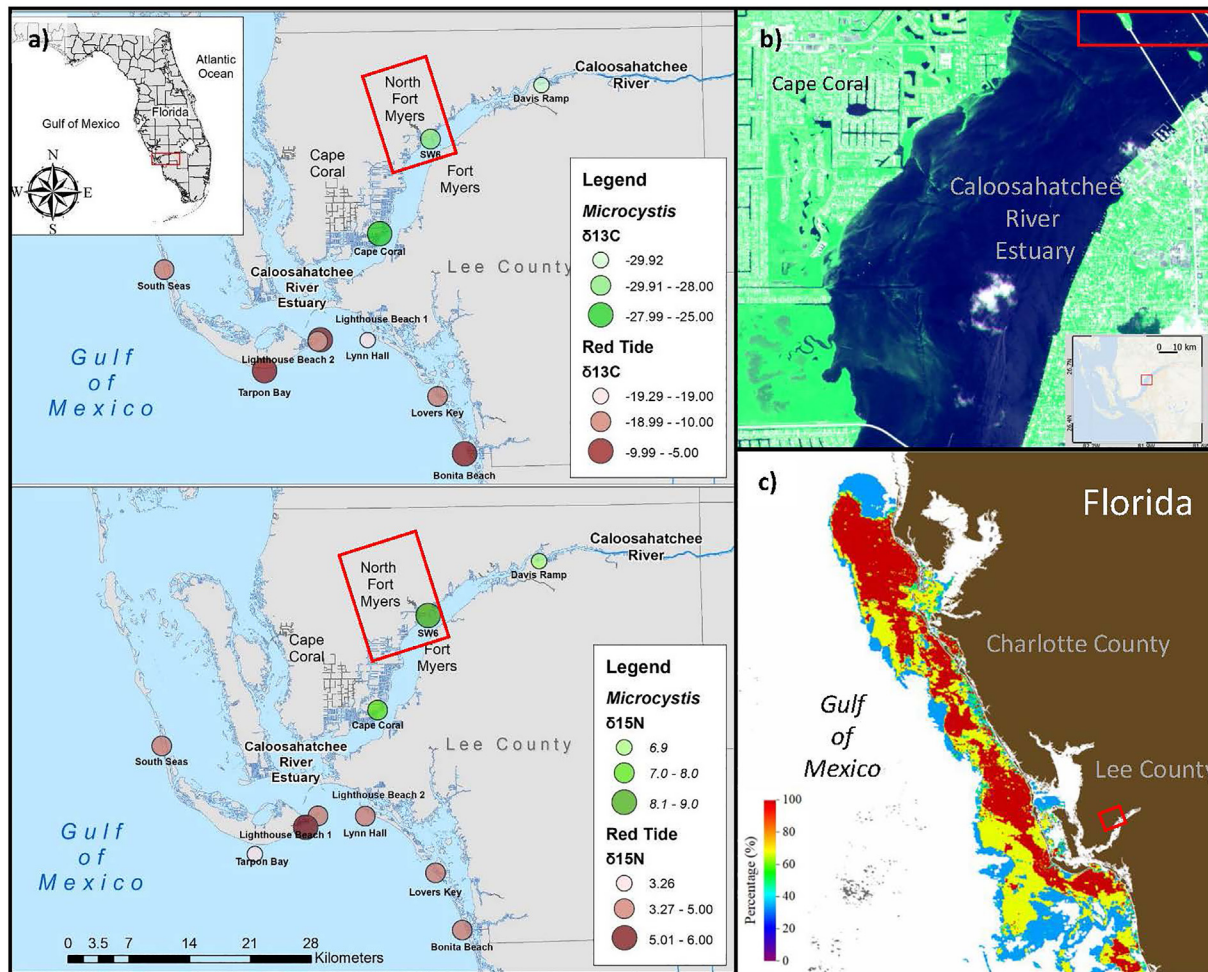 a)
Atlantic
Ocean
Florida
Gulf of Mexico
N
W
E
S
North
Fort
Myers
Caloosahatchee
River
Davis Ramp
SW6
Fort
Myers
Cape
Coral
Cape Coral
Lee County
South Seas
Caloosahatchee
River
Estuary
Lighthouse Beach 1
Lynn Hall
Lighthouse Beach 2
Tarpon Bay
Gulf
of
Mexico
Lovers Key
Bonita Beach
Legend
Microcystis
δ13C
-29.92
-29.91 - -28.00
-27.99 - -25.00
Red Tide
δ13C
-19.29 - -19.00
-18.99 - -10.00
-9.99 - -5.00
North
Fort
Myers
Caloosahatchee
River
Davis Ramp
SW6
Fort
Myers
Cape
Coral
Cape Coral
Lee County
South Seas
Caloosahatchee
River
Estuary
Lighthouse Beach 2
Lynn Hall
Lighthouse Beach 1
Tarpon Bay
Gulf
of
Mexico
Lovers Key
Bonita Beach
Legend
Microcystis
δ15N
6.9
7.0 - 8.0
8.1 - 9.0
Red Tide
δ15N
3.26
3.27 - 5.00
5.01 - 6.00
0 3.5 7 14 21 28
Kilometers
b)
Cape Coral
Caloosahatchee
River
Estuary
0 10 km
26.7N
26.4N
c)
Florida
Charlotte County
Gulf
of
Mexico
Lee County
Percentage (%)
100
80
60
40
20
0